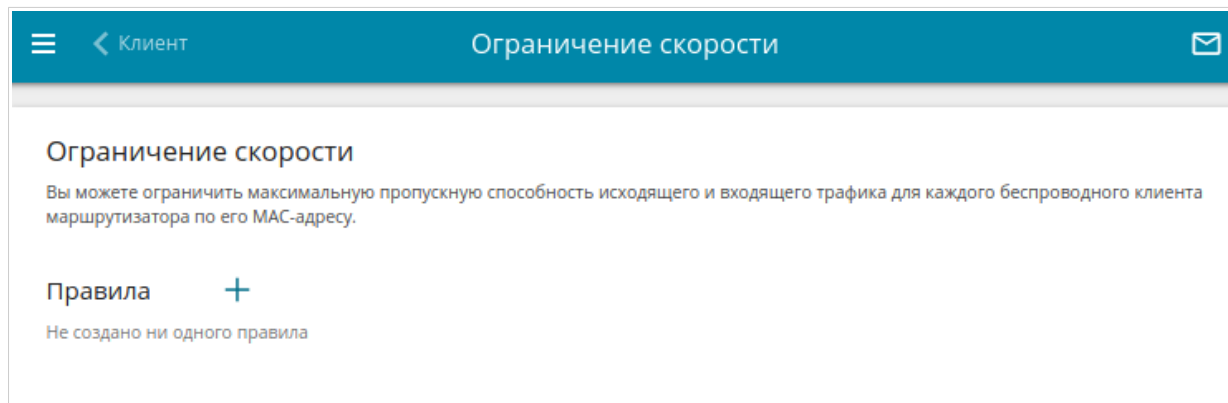 Клиент
Ограничение скорости
Ограничение скорости
Вы можете ограничить максимальную пропускную способность исходящего и входящего трафика для каждого беспроводного клиента
маршрутизатора по его MAC-адресу.
Правила
Не создано ни одного правила